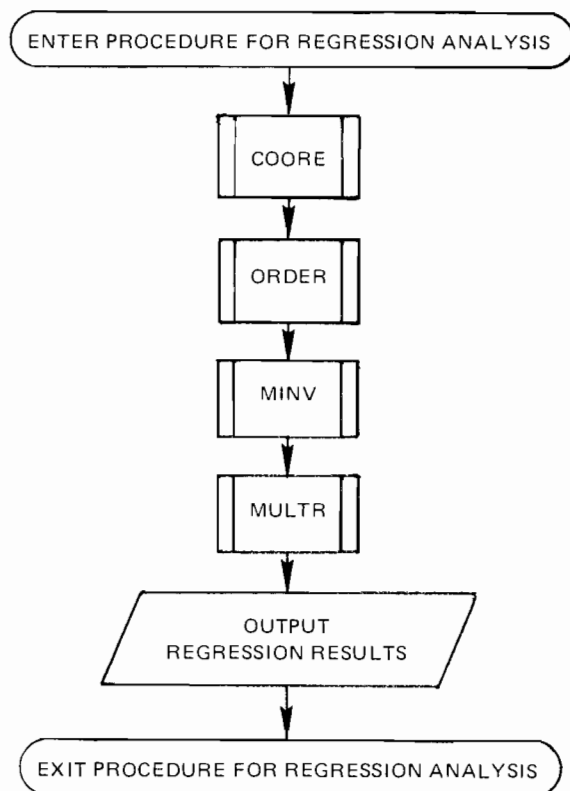 ENTER PROCEDURE FOR REGRESSION ANALYSIS
COORE
ORDER
MINV
MULTR
OUTPUT
REGRESSION RESULTS
EXIT PROCEDURE FOR REGRESSION ANALYSIS